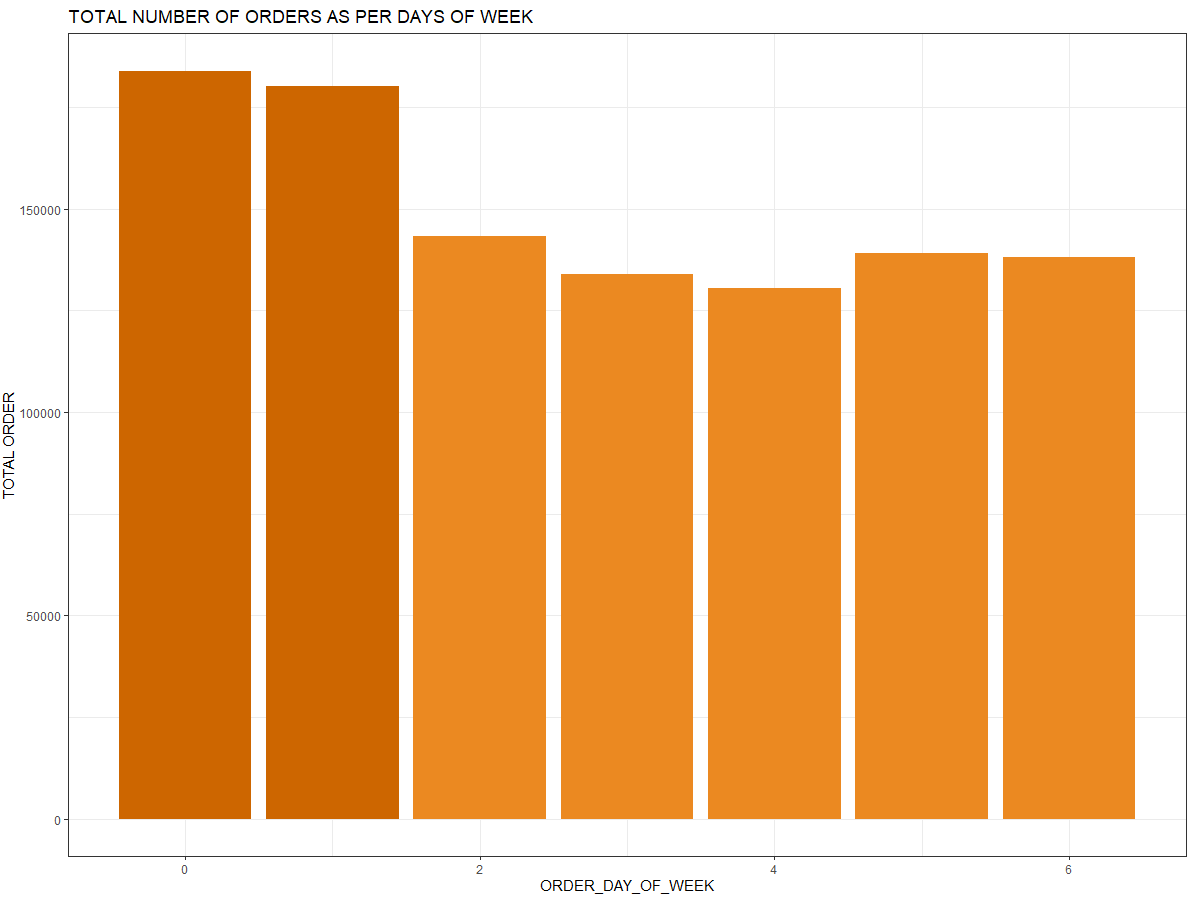 TOTAL NUMBER OF ORDERS AS PER DAYS OF WEEK
TOTAL ORDER
150000
100000
50000
0
0 2 4 6
ORDER_DAY_OF_WEEK